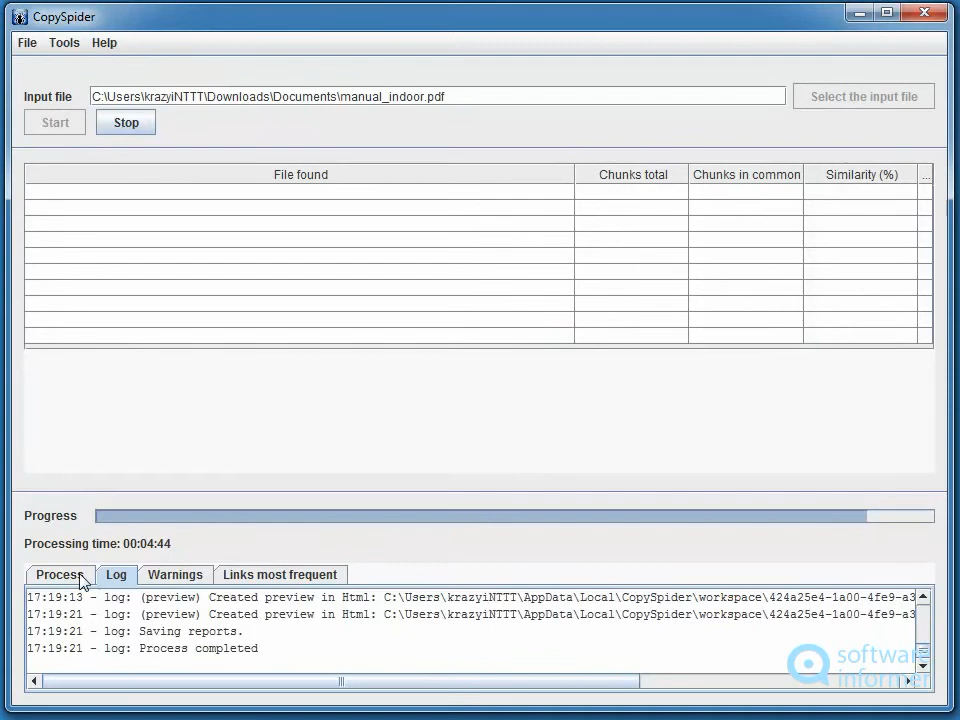 CopySpider
File Tools Help
Input file C:\Users\krazyiNTTT\Downloads\Documents\manual_indoor.pdf Select the input file
Start Stop
File found Chunks total Chunks in common Similarity (%) ...
Progress
Processing time: 00:04:44
Process Log Warnings Links most frequent
17:19:13 - log: (preview) Created preview in Html: C:\Users\krazyiNTTT\AppData\Local\CopySpider\workspace\424a25e4-1a00-4fe9-a3
17:19:21 - log: (preview) Created preview in Html: C:\Users\krazyiNTTT\AppData\Local\CopySpider\workspace\424a25e4-1a00-4fe9-a3
17:19:21 - log: Saving reports.
17:19:21 - log: Process completed
software
informer